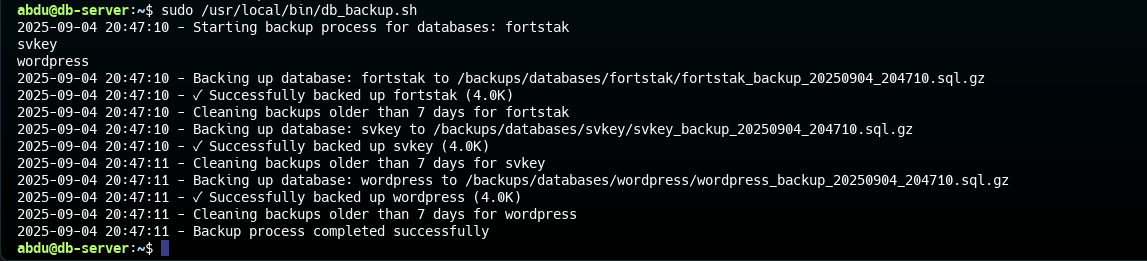 abdu@db-server:~$ sudo /usr/local/bin/db_backup.sh
2025-09-04 20:47:10 - Starting backup process for databases: fortstak
svkey
wordpress
2025-09-04 20:47:10 - Backing up database: fortstak to /backups/databases/fortstak/fortstak_backup_20250904_204710.sql.gz
2025-09-04 20:47:10 - ✓ Successfully backed up fortstak (4.0K)
2025-09-04 20:47:10 - Cleaning backups older than 7 days for fortstak
2025-09-04 20:47:10 - Backing up database: svkey to /backups/databases/svkey/svkey_backup_20250904_204710.sql.gz
2025-09-04 20:47:10 - ✓ Successfully backed up svkey (4.0K)
2025-09-04 20:47:11 - Cleaning backups older than 7 days for svkey
2025-09-04 20:47:11 - Backing up database: wordpress to /backups/databases/wordpress/wordpress_backup_20250904_204710.sql.gz
2025-09-04 20:47:11 - ✓ Successfully backed up wordpress (4.0K)
2025-09-04 20:47:11 - Cleaning backups older than 7 days for wordpress
2025-09-04 20:47:11 - Backup process completed successfully
abdu@db-server:~$